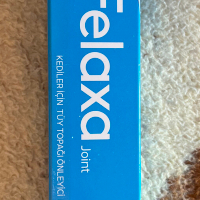 Felaxa
Joint
KEDİLER İÇİN TÜY TOPAĞI ÖNLEYİCİ